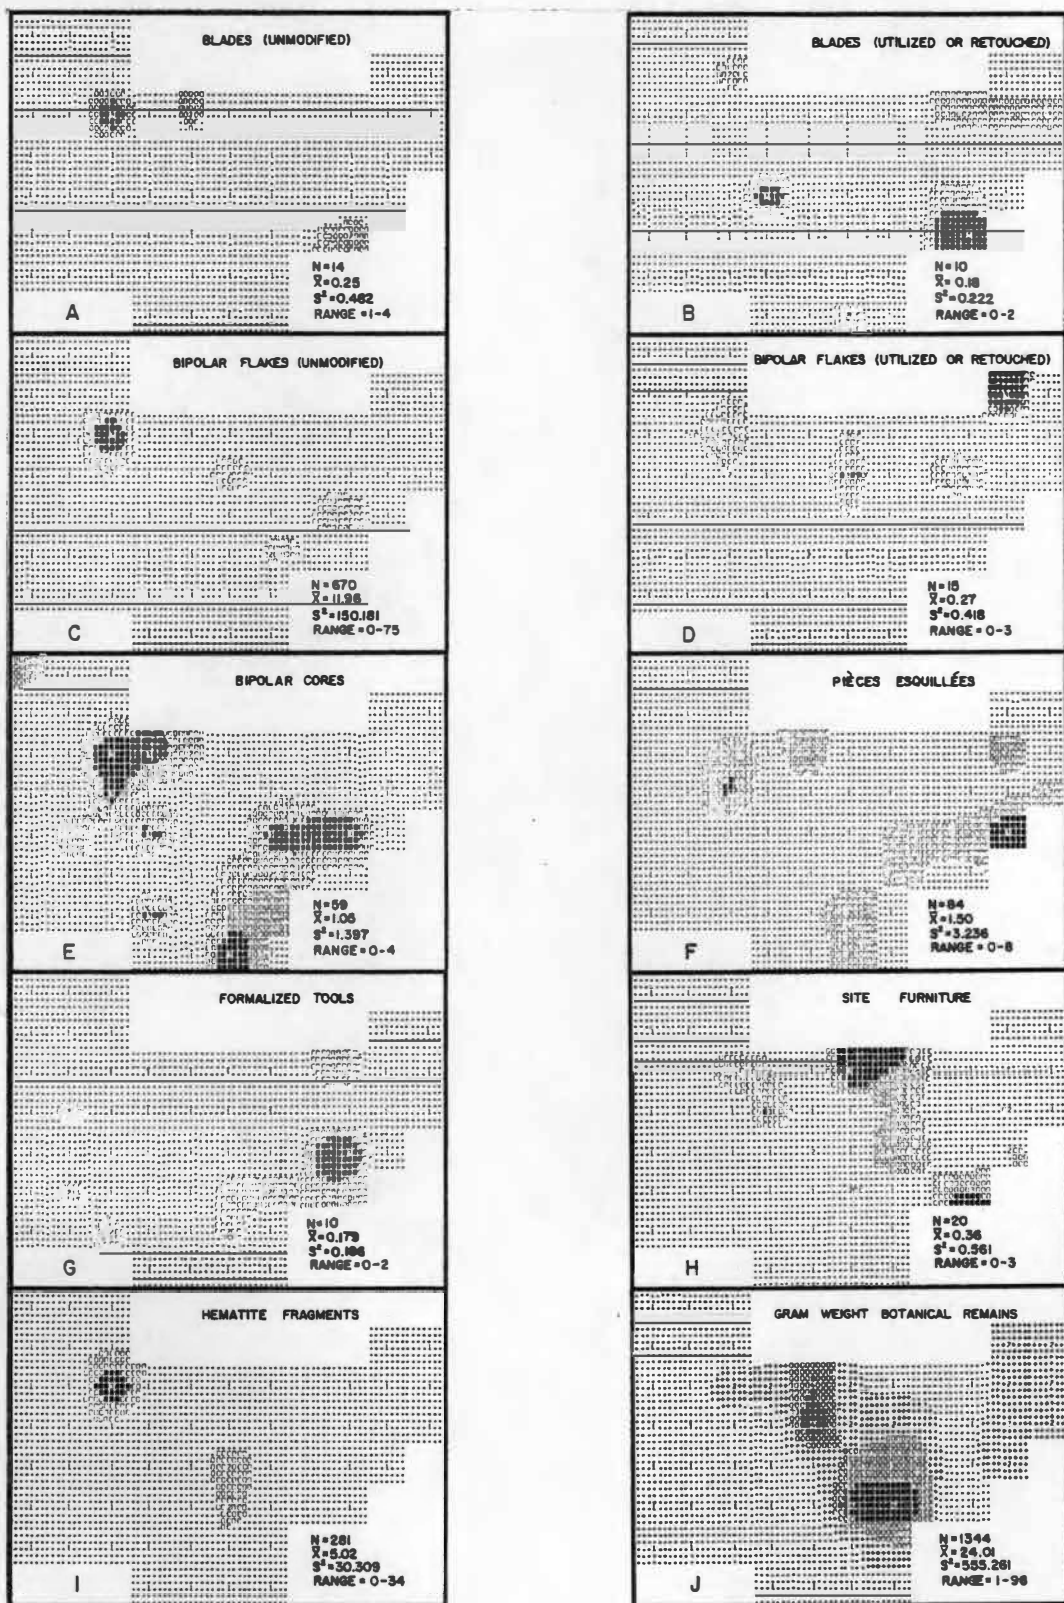 BLADES (UNMODIFIED)
N=14
X̄=0.25
S²=0.462
RANGE=1-4
A
BLADES (UTILIZED OR RETOUCHED)
N=10
X̄=0.18
S²=0.222
RANGE=0-2
B
BIPOLAR FLAKES (UNMODIFIED)
N=670
X̄=11.96
S²=150.181
RANGE=0-75
C
BIPOLAR FLAKES (UTILIZED OR RETOUCHED)
N=15
X̄=0.27
S²=0.418
RANGE=0-3
D
BIPOLAR CORES
N=59
X̄=1.05
S²=1.397
RANGE=0-4
E
PIÈCES ESQUILLÉES
N=84
X̄=1.50
S²=3.236
RANGE=0-8
F
FORMALIZED TOOLS
N=10
X̄=0.179
S²=0.186
RANGE=0-2
G
SITE FURNITURE
N=20
X̄=0.36
S²=0.561
RANGE=0-3
H
HEMATITE FRAGMENTS
N=281
X̄=5.02
S²=30.309
RANGE=0-34
I
GRAM WEIGHT BOTANICAL REMAINS
N=1344
X̄=24.01
S²=555.261
RANGE=1-96
J